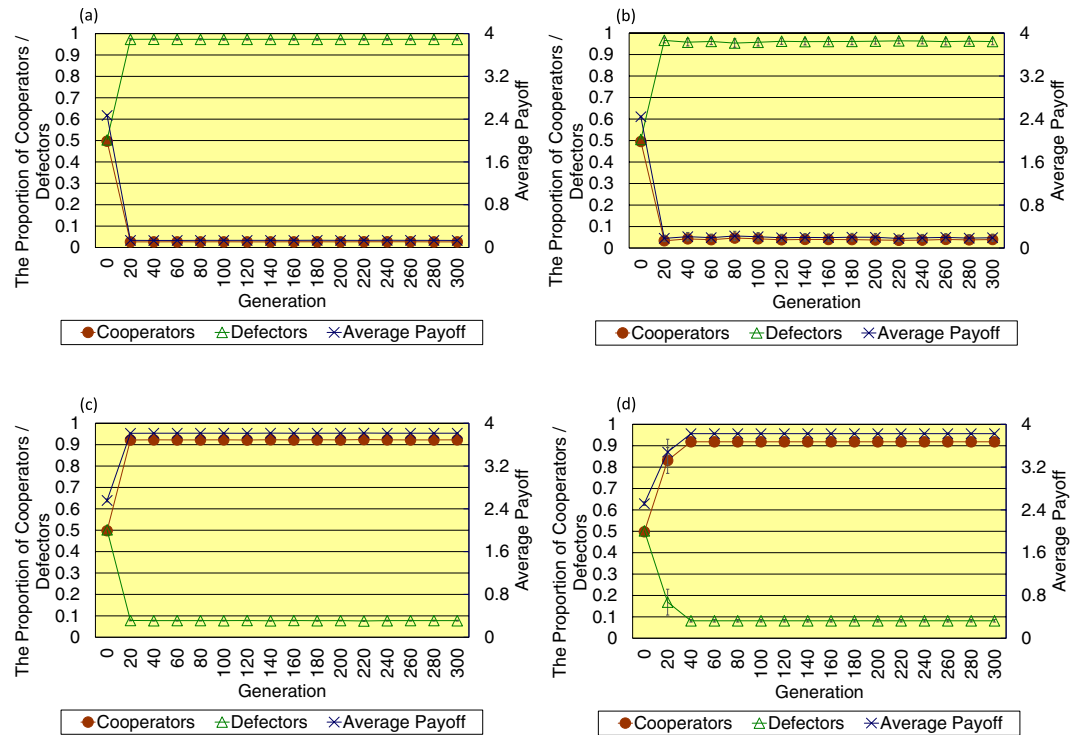 (a)
The Proportion of Cooperators /
Defectors
1
0.9
0.8
0.7
0.6
0.5
0.4
0.3
0.2
0.1
0
4
3.2
2.4
1.6
0.8
0
Average Payoff
0 20 40 60 80 100 120 140 160 180 200 220 240 260 280 300
Generation
Cooperators Defectors Average Payoff
(b)
The Proportion of Cooperators /
Defectors
1
0.9
0.8
0.7
0.6
0.5
0.4
0.3
0.2
0.1
0
4
3.2
2.4
1.6
0.8
0
Average Payoff
0 20 40 60 80 100 120 140 160 180 200 220 240 260 280 300
Generation
Cooperators Defectors Average Payoff
(c)
The Proportion of Cooperators /
Defectors
1
0.9
0.8
0.7
0.6
0.5
0.4
0.3
0.2
0.1
0
4
3.2
2.4
1.6
0.8
0
Average Payoff
0 20 40 60 80 100 120 140 160 180 200 220 240 260 280 300
Generation
Cooperators Defectors Average Payoff
(d)
The Proportion of Cooperators /
Defectors
1
0.9
0.8
0.7
0.6
0.5
0.4
0.3
0.2
0.1
0
4
3.2
2.4
1.6
0.8
0
Average Payoff
0 20 40 60 80 100 120 140 160 180 200 220 240 260 280 300
Generation
Cooperators Defectors Average Payoff